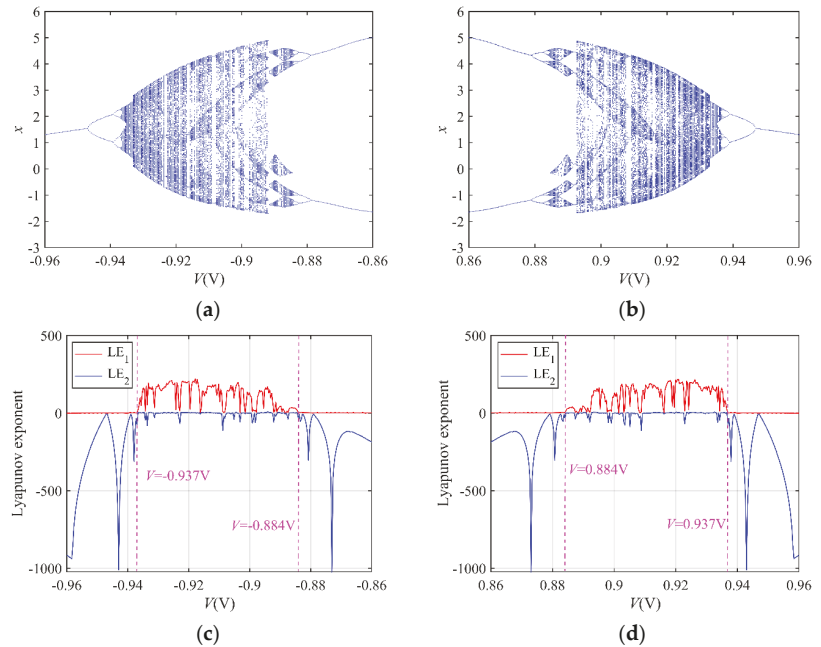 6
5
4
3
2
1
0
-1
-2
-3
x
-0.96 -0.94 -0.92 -0.9 -0.88 -0.86
V(V)
(a)
6
5
4
3
2
1
0
-1
-2
-3
x
0.86 0.88 0.9 0.92 0.94 0.96
V(V)
(b)
500
0
-500
-1000
Lyapunov exponent
LE1
LE2
V=-0.937V
V=-0.884V
-0.96 -0.94 -0.92 -0.9 -0.88 -0.86
V(V)
(c)
500
0
-500
-1000
Lyapunov exponent
LE1
LE2
V=0.884V
V=0.937V
0.86 0.88 0.9 0.92 0.94 0.96
V(V)
(d)